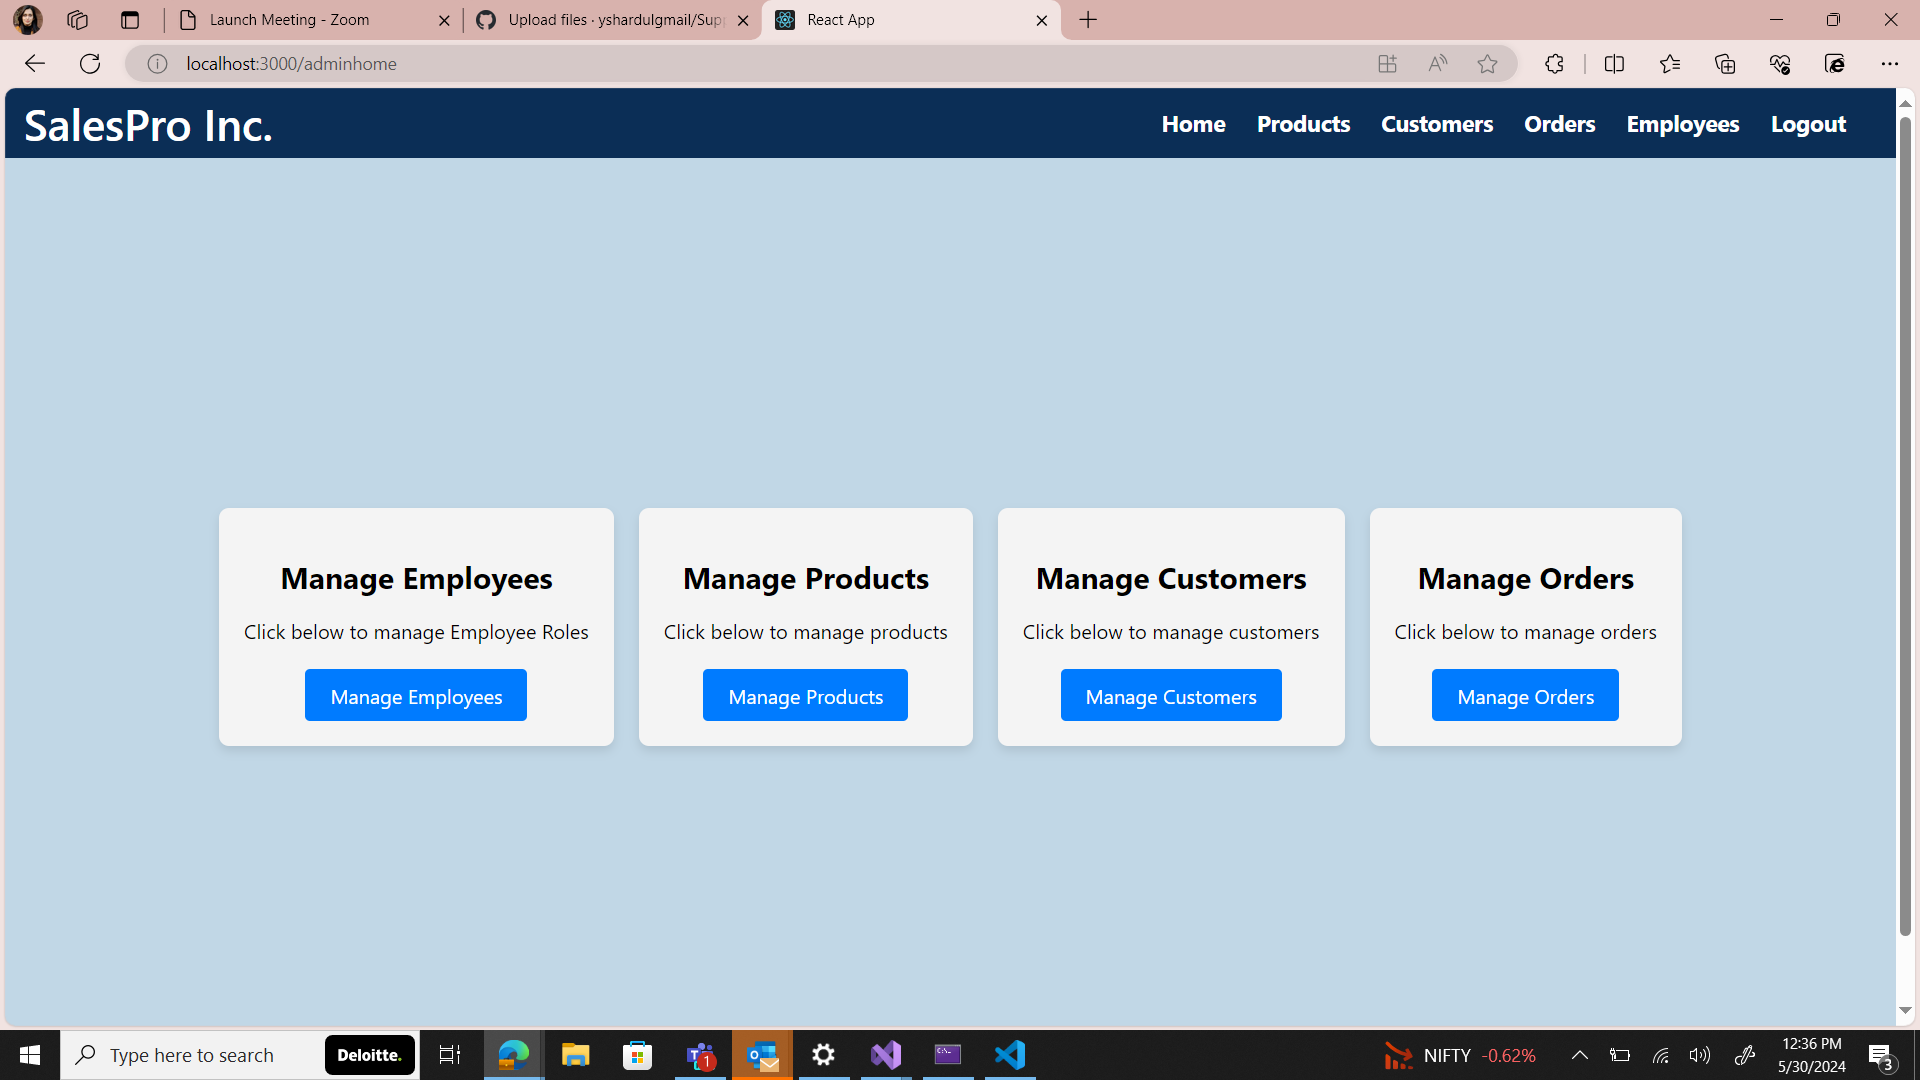 Launch Meeting - Zoom
Upload files · yshardulgmail/Sup
React App
localhost:3000/adminhome
SalesPro Inc.
Home Products Customers Orders Employees Logout
Manage Employees
Click below to manage Employee Roles
Manage Employees
Manage Products
Click below to manage products
Manage Products
Manage Customers
Click below to manage customers
Manage Customers
Manage Orders
Click below to manage orders
Manage Orders
Type here to search
Deloitte.
1
NIFTY -0.62%
12:36 PM
5/30/2024
3